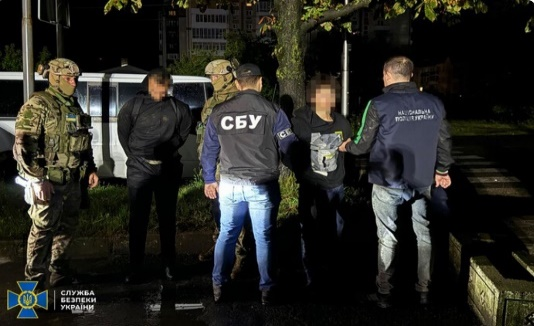 СБУ
НАЦІОНАЛЬНА
ПОЛІЦІЯ УКРАЇНИ
СЛУЖБА
БЕЗПЕКИ
УКРАЇНИ